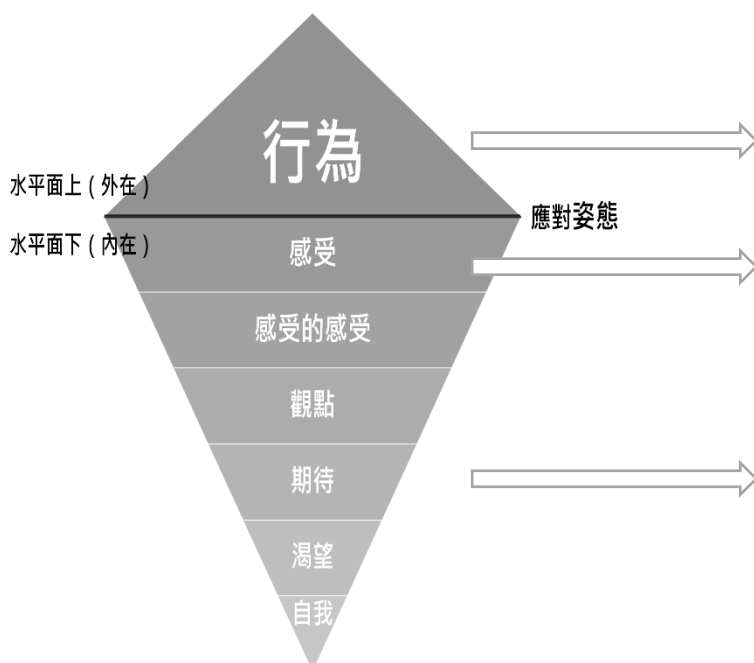 行為
水平面上（外在）
應對姿態
水平面下（內在）
感受
感受的感受
觀點
期待
渴望
自我